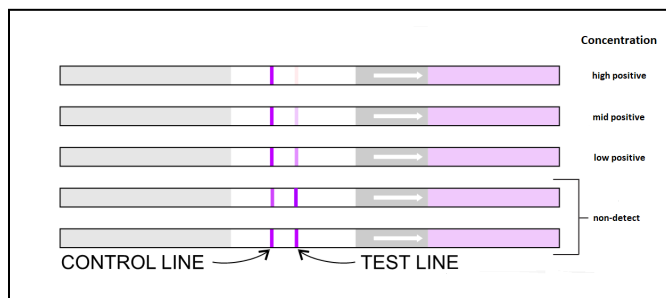 Concentration
high positive
mid positive
low positive
non-detect
CONTROL LINE
TEST LINE